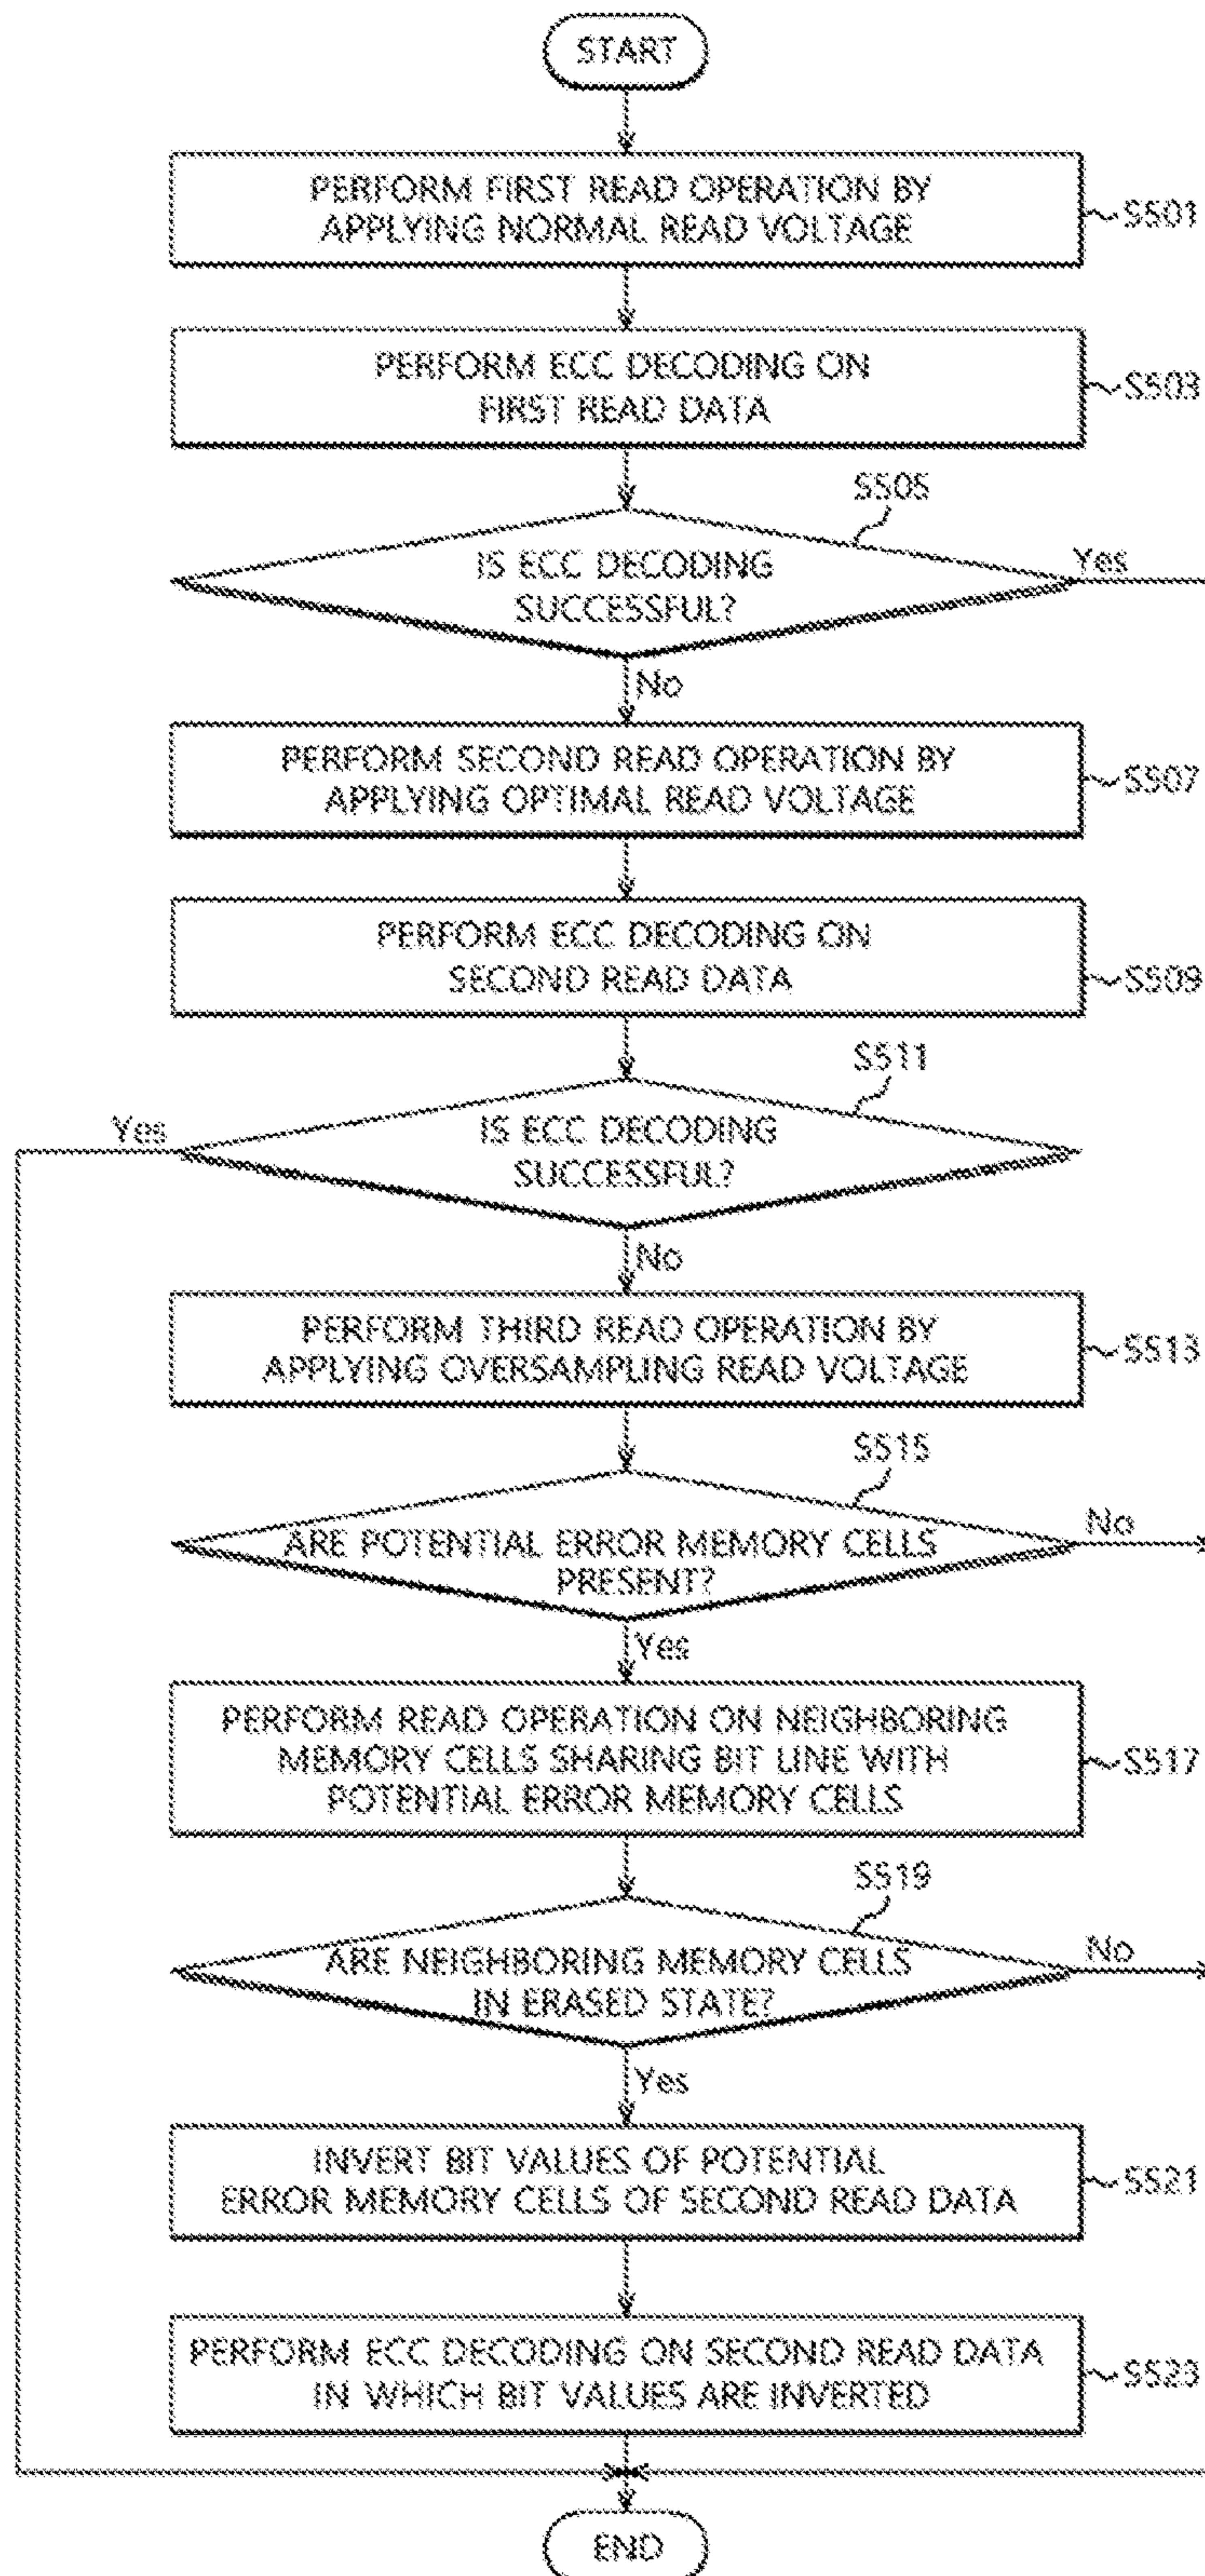 START
PERFORM FIRST READ OPERATION BY
APPLYING NORMAL READ VOLTAGE
S501
PERFORM ECC DECODING ON
FIRST READ DATA
S503
S505
IS ECC DECODING
SUCCESSFUL?
Yes
No
PERFORM SECOND READ OPERATION BY
APPLYING OPTIMAL READ VOLTAGE
S507
PERFORM ECC DECODING ON
SECOND READ DATA
S509
S511
Yes
IS ECC DECODING
SUCCESSFUL?
No
PERFORM THIRD READ OPERATION BY
APPLYING OVERSAMPLING READ VOLTAGE
S513
S515
ARE POTENTIAL ERROR MEMORY CELLS
PRESENT?
No
Yes
PERFORM READ OPERATION ON NEIGHBORING
MEMORY CELLS SHARING BIT LINE WITH
POTENTIAL ERROR MEMORY CELLS
S517
S519
ARE NEIGHBORING MEMORY CELLS
IN ERASED STATE?
No
Yes
INVERT BIT VALUES OF POTENTIAL
ERROR MEMORY CELLS OF SECOND READ DATA
S521
PERFORM ECC DECODING ON SECOND READ DATA
IN WHICH BIT VALUES ARE INVERTED
S523
END